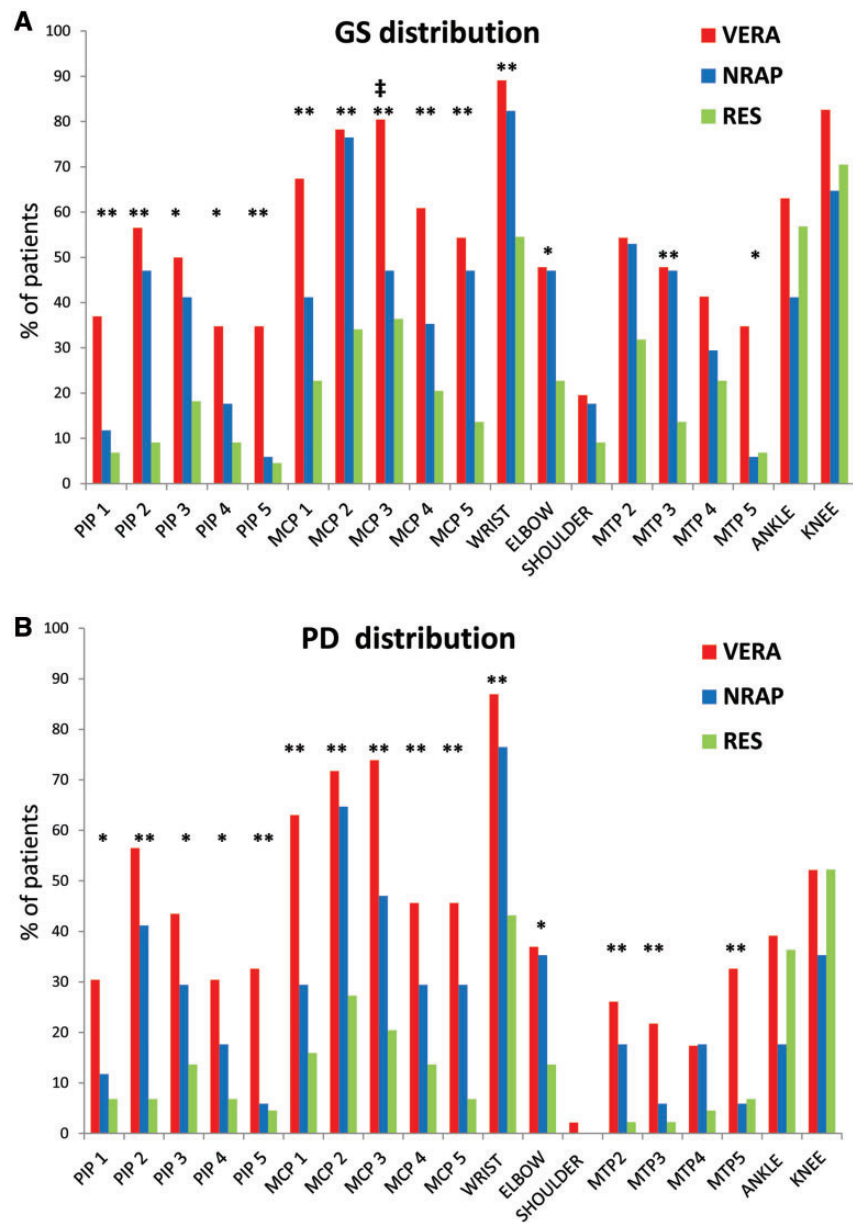 A
GS distribution
VERA
NRAP
RES
% of patients
100
90
80
70
60
50
40
30
20
10
0
** ** * * ** ** ** ‡ ** ** ** ** * ** *
PIP 1 PIP 2 PIP 3 PIP 4 PIP 5 MCP 1 MCP 2 MCP 3 MCP 4 MCP 5 WRIST ELBOW SHOULDER MTP 2 MTP 3 MTP 4 MTP 5 ANKLE KNEE
B
PD distribution
VERA
NRAP
RES
% of patients
100
90
80
70
60
50
40
30
20
10
0
* ** * * ** ** ** ** ** ** ** * ** ** **
PIP 1 PIP 2 PIP 3 PIP 4 PIP 5 MCP 1 MCP 2 MCP 3 MCP 4 MCP 5 WRIST ELBOW SHOULDER MTP2 MTP3 MTP4 MTP5 ANKLE KNEE